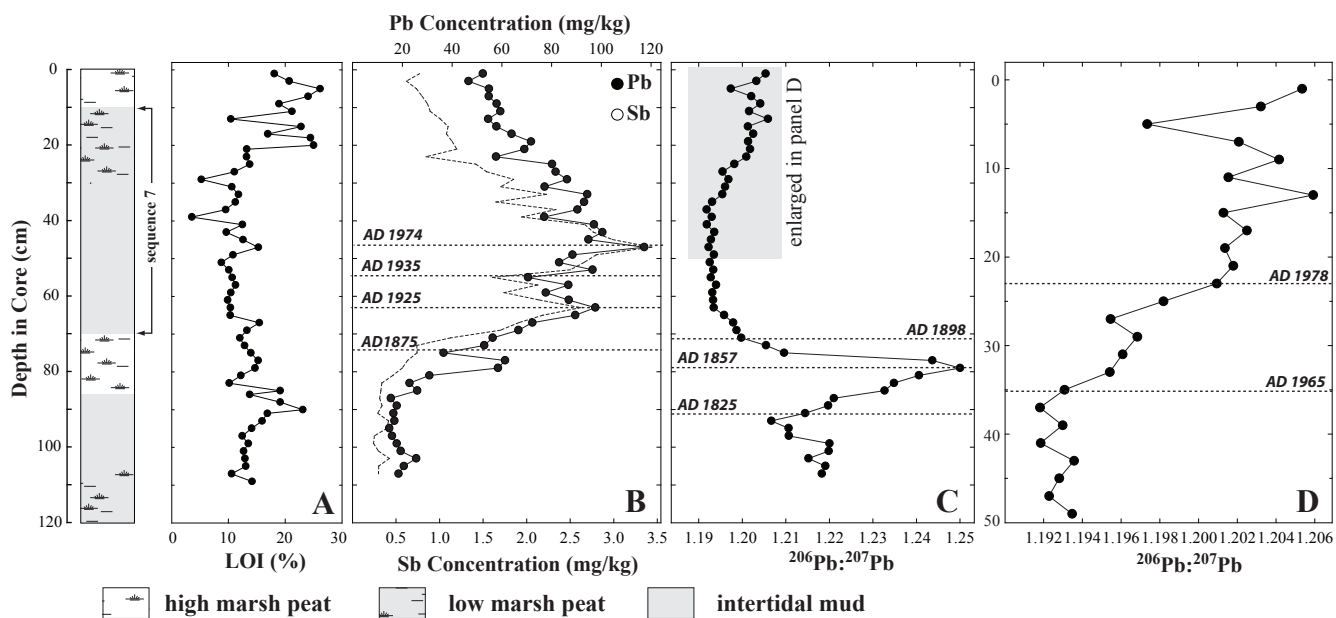 Pb Concentration (mg/kg)
20 40 60 80 100 120
Depth in Core (cm)
0
20
40
60
80
100
120
sequence 7
A
0 10 20 30
LOI (%)
Pb
Sb
AD 1974
AD 1935
AD 1925
AD1875
B
0.5 1.0 1.5 2.0 2.5 3.0 3.5
Sb Concentration (mg/kg)
enlarged in panel D
AD 1898
AD 1857
AD 1825
C
1.19 1.20 1.21 1.22 1.23 1.24 1.25
206Pb:207Pb
0
10
20
30
40
50
AD 1978
AD 1965
D
1.192 1.194 1.196 1.198 1.200 1.202 1.204 1.206
206Pb:207Pb
high marsh peat
low marsh peat
intertidal mud